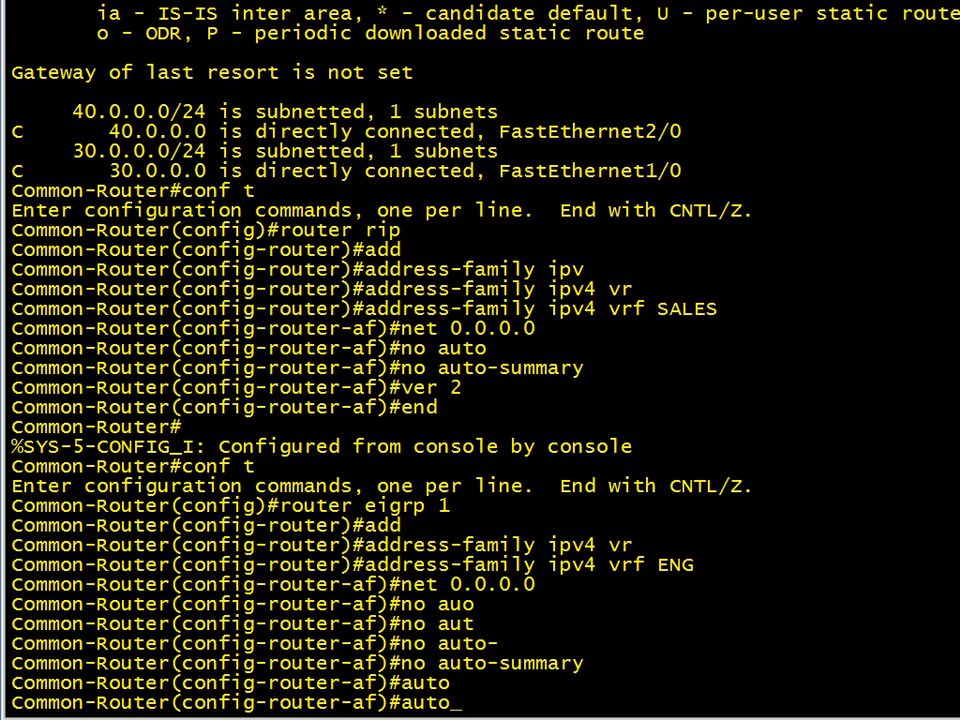 ia - IS-IS inter area, * - candidate default, U - per-user static route
o - ODR, P - periodic downloaded static route
Gateway of last resort is not set
40.0.0.0/24 is subnetted, 1 subnets
C 40.0.0.0 is directly connected, FastEthernet2/0
30.0.0.0/24 is subnetted, 1 subnets
C 30.0.0.0 is directly connected, FastEthernet1/0
Common-Router#conf t
Enter configuration commands, one per line. End with CNTL/Z.
Common-Router(config)#router rip
Common-Router(config-router)#add
Common-Router(config-router)#address-family ipv
Common-Router(config-router)#address-family ipv4 vr
Common-Router(config-router)#address-family ipv4 vrf SALES
Common-Router(config-router-af)#net 0.0.0.0
Common-Router(config-router-af)#no auto
Common-Router(config-router-af)#no auto-summary
Common-Router(config-router-af)#ver 2
Common-Router(config-router-af)#end
Common-Router#
%SYS-5-CONFIG_I: Configured from console by console
Common-Router#conf t
Enter configuration commands, one per line. End with CNTL/Z.
Common-Router(config)#router eigrp 1
Common-Router(config-router)#add
Common-Router(config-router)#address-family ipv4 vr
Common-Router(config-router)#address-family ipv4 vrf ENG
Common-Router(config-router-af)#net 0.0.0.0
Common-Router(config-router-af)#no auo
Common-Router(config-router-af)#no aut
Common-Router(config-router-af)#no auto-
Common-Router(config-router-af)#no auto-summary
Common-Router(config-router-af)#auto
Common-Router(config-router-af)#auto_